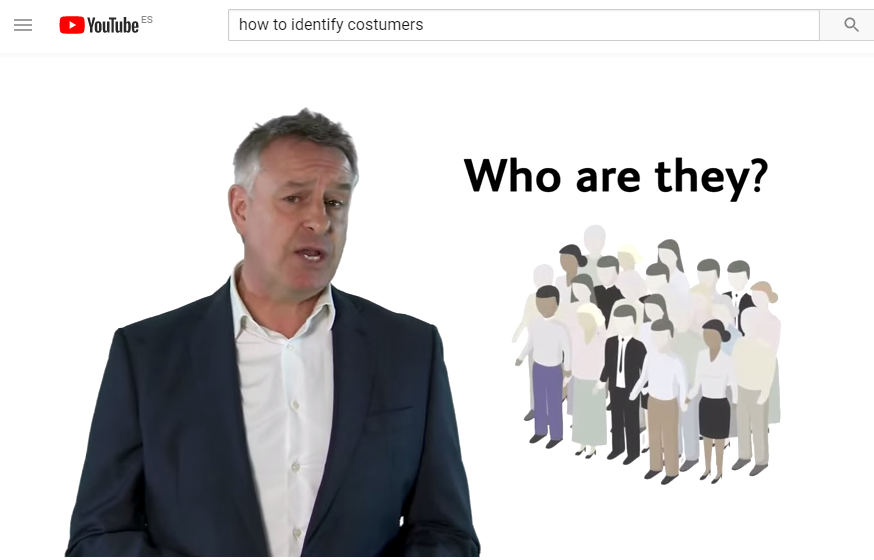 YouTube ES
how to identify costumers
Who are they?